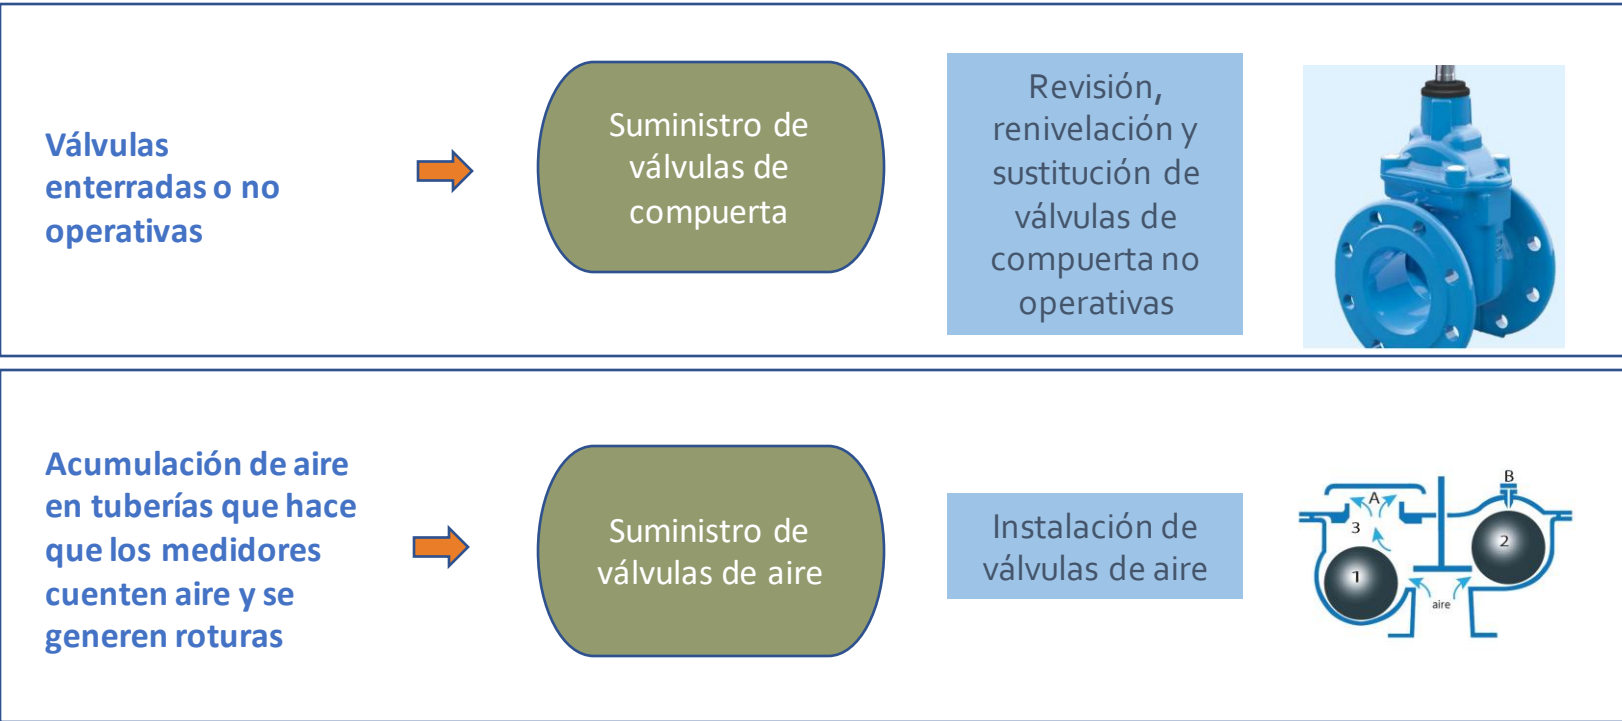 Válvulas
enterradas o no
operativas
Suministro de
válvulas de
compuerta
Revisión,
renivelación y
sustitución de
válvulas de
compuerta no
operativas
Acumulación de aire
en tuberías que hace
que los medidores
cuenten aire y se
generen roturas
Suministro de
válvulas de aire
Instalación de
válvulas de aire
A
B
3
2
1
aire